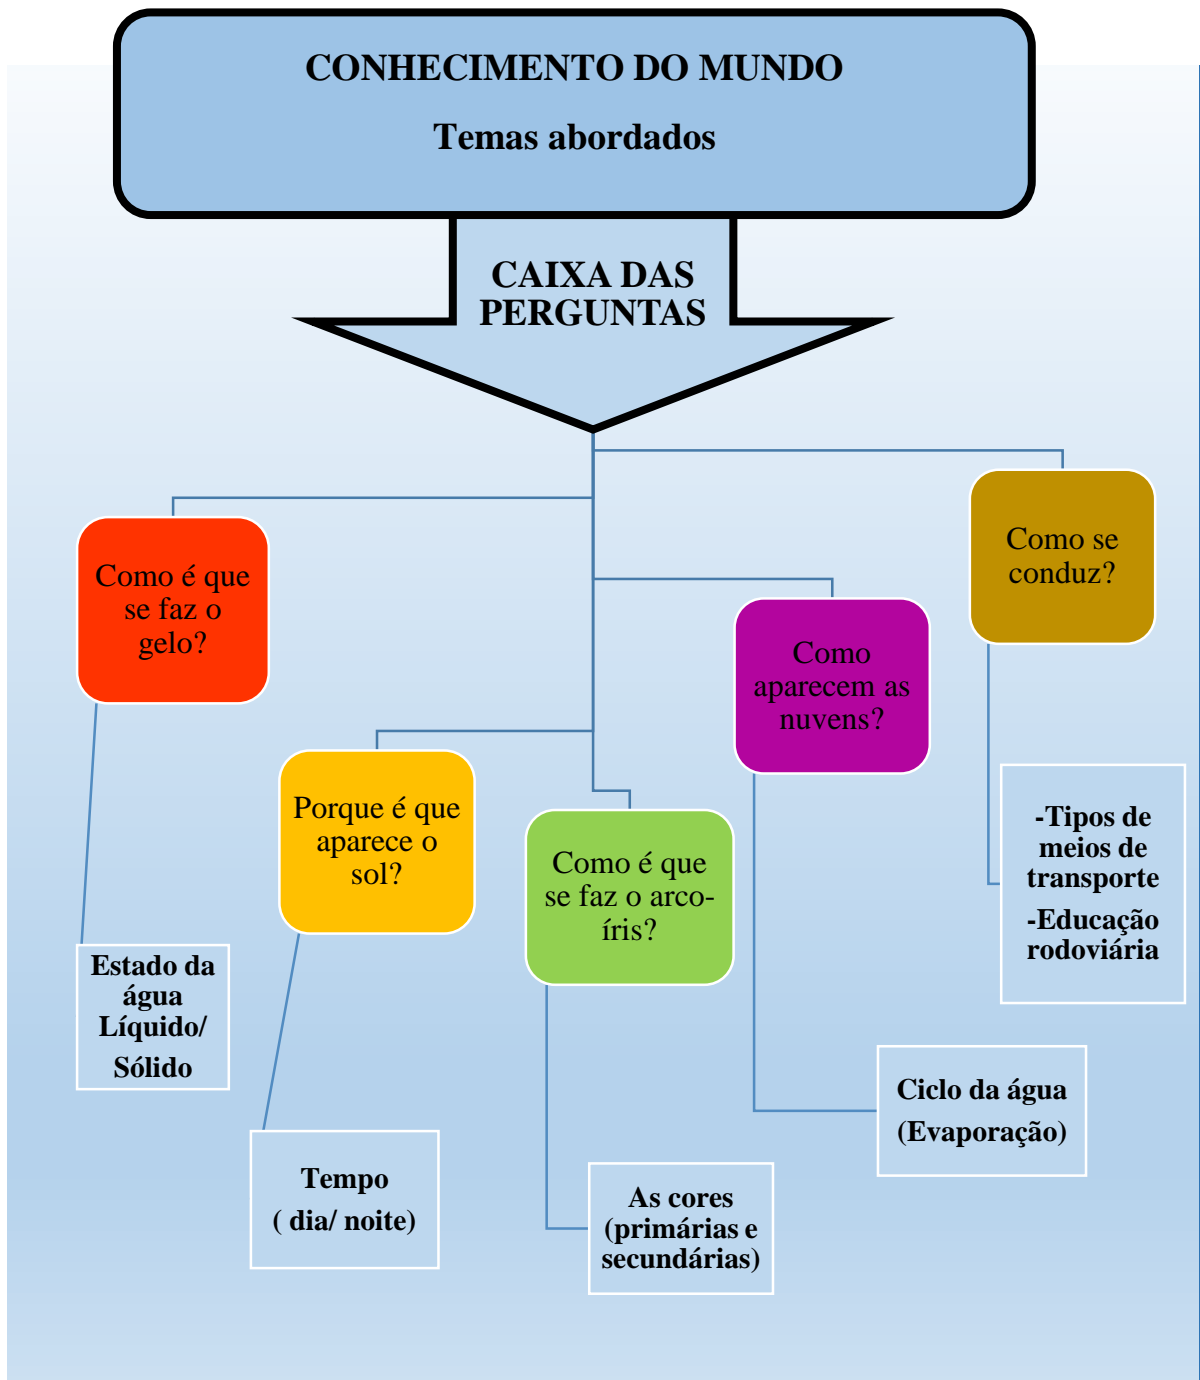 CONHECIMENTO DO MUNDO
Temas abordados
CAIXA DAS
PERGUNTAS
Como é que
se faz o
gelo?
Estado da
água
Líquido/
Sólido
Porque é que
aparece o
sol?
Tempo
( dia/ noite)
Como é que
se faz o arco-
íris?
As cores
(primárias e
secundárias)
Como
aparecem as
nuvens?
Ciclo da água
(Evaporação)
Como se
conduz?
-Tipos de
meios de
transporte
-Educação
rodoviária